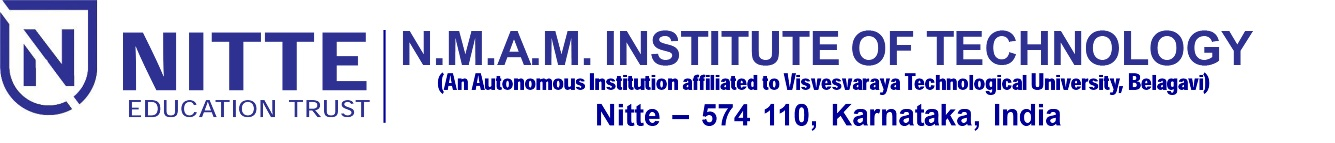 N
NITTE
EDUCATION TRUST
N.M.A.M. INSTITUTE OF TECHNOLOGY
(An Autonomous Institution affiliated to Visvesvaraya Technological University, Belagavi)
Nitte – 574 110, Karnataka, India